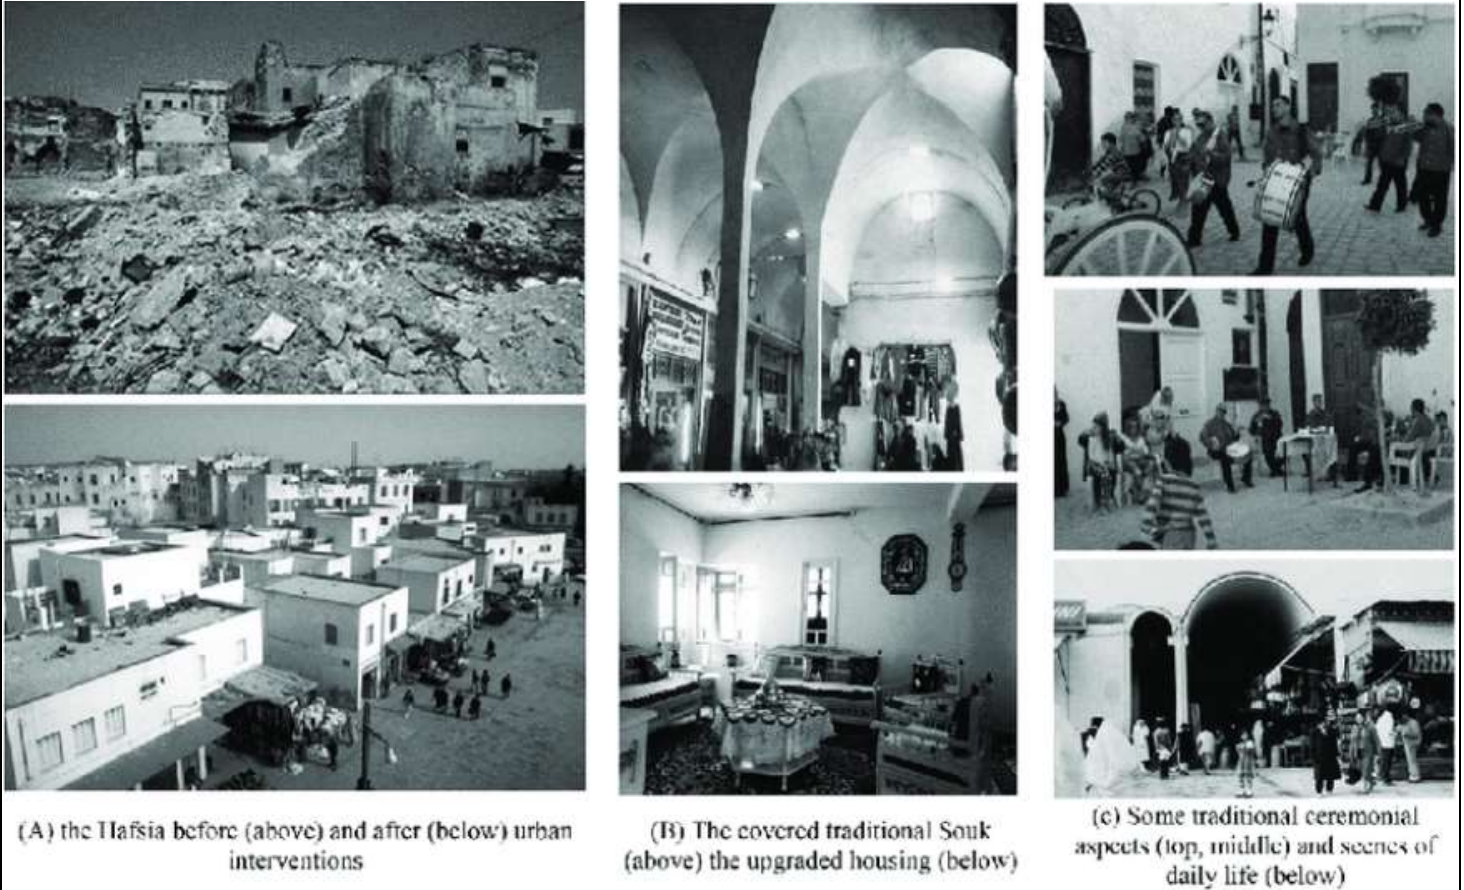 (A) the Hafsia before (above) and after (below) urban
interventions
(B) The covered traditional Souk
(above) the upgraded housing (below)
(c) Some traditional ceremonial
aspects (top, middle) and scenes of
daily life (below)